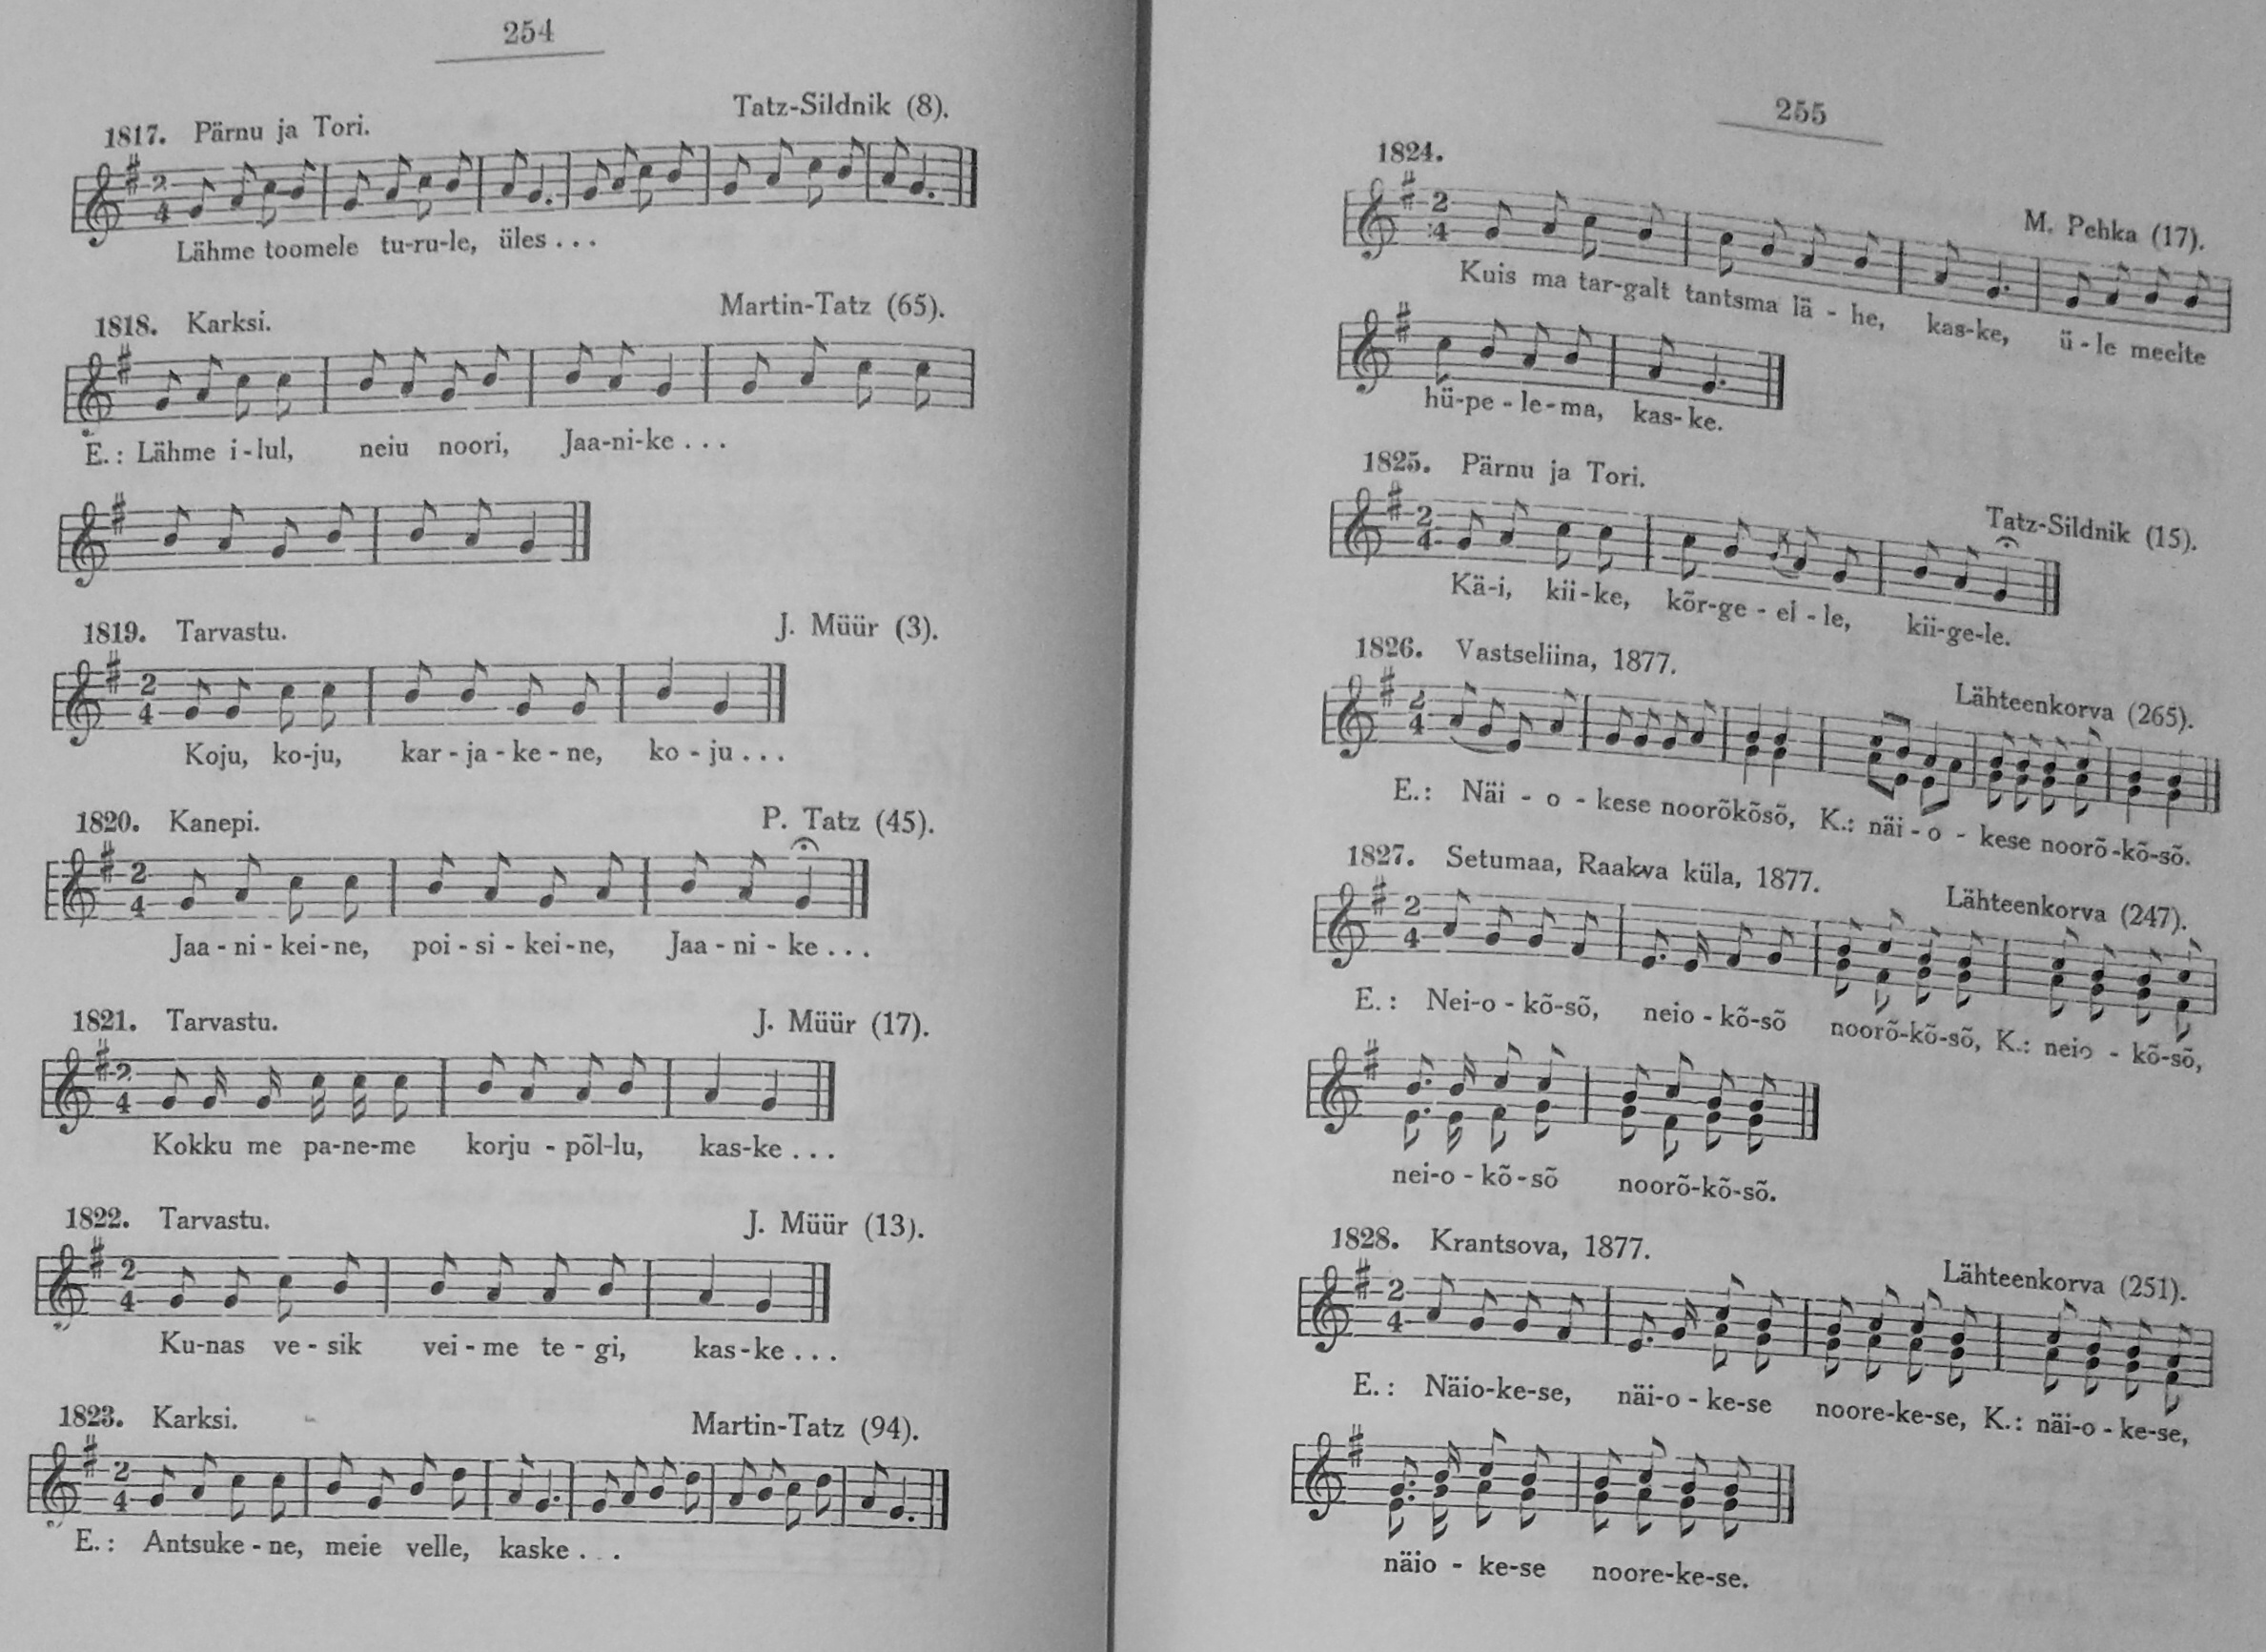 254
1817. Pärnu ja Tori. Tatz-Sildnik (8).
2
4
Lähme toomele tu-ru-le, üles . . .
1818. Karksi. Martin-Tatz (65).
E.: Lähme i-lul, neiu noori, Jaa-ni-ke . . .
1819. Tarvastu. J. Müür (3).
2
4
Koju, ko-ju, kar - ja - ke - ne, ko - ju . . .
1820. Kanepi. P. Tatz (45).
2
4
Jaa - ni - kei - ne, poi - si - kei - ne, Jaa - ni - ke . . .
1821. Tarvastu. J. Müür (17).
2
4
Kokku me pa-ne-me korju - põl-lu, kas-ke . . .
1822. Tarvastu. J. Müür (13).
2
4
Ku-nas ve - sik vei - me te - gi, kas - ke . . .
1823. Karksi. Martin-Tatz (94).
2
4
E.: Antsuke - ne, meie velle, kaske . . .
255
1824.
M. Pehka (17).
2
4
Kuis ma tar-galt tantsma lä - he, kas-ke, ü - le meelte
hü-pe - le-ma, kas-ke.
1825. Pärnu ja Tori.
Tatz-Sildnik (15).
2
4
Kä-i, kii-ke, kõr-ge - el - le, kii-ge-le.
1826. Vastseliina, 1877.
Lähteenkorva (265).
2
4
E.: Näi - o - kese noorõkõsõ, K.: näi - o - kese noorõ-kõ-sõ.
1827. Setumaa, Raakva küla, 1877.
Lähteenkorva (247).
2
4
E.: Nei-o - kõ-sõ, neio - kõ-sõ noorõ-kõ-sõ, K.: neio - kõ-sõ,
nei-o - kõ-sõ noorõ-kõ-sõ.
1828. Krantsova, 1877.
Lähteenkorva (251).
2
4
E.: Näio-ke-se, näi-o - ke-se noore-ke-se, K.: näi-o - ke-se,
näio - ke-se noore-ke-se.